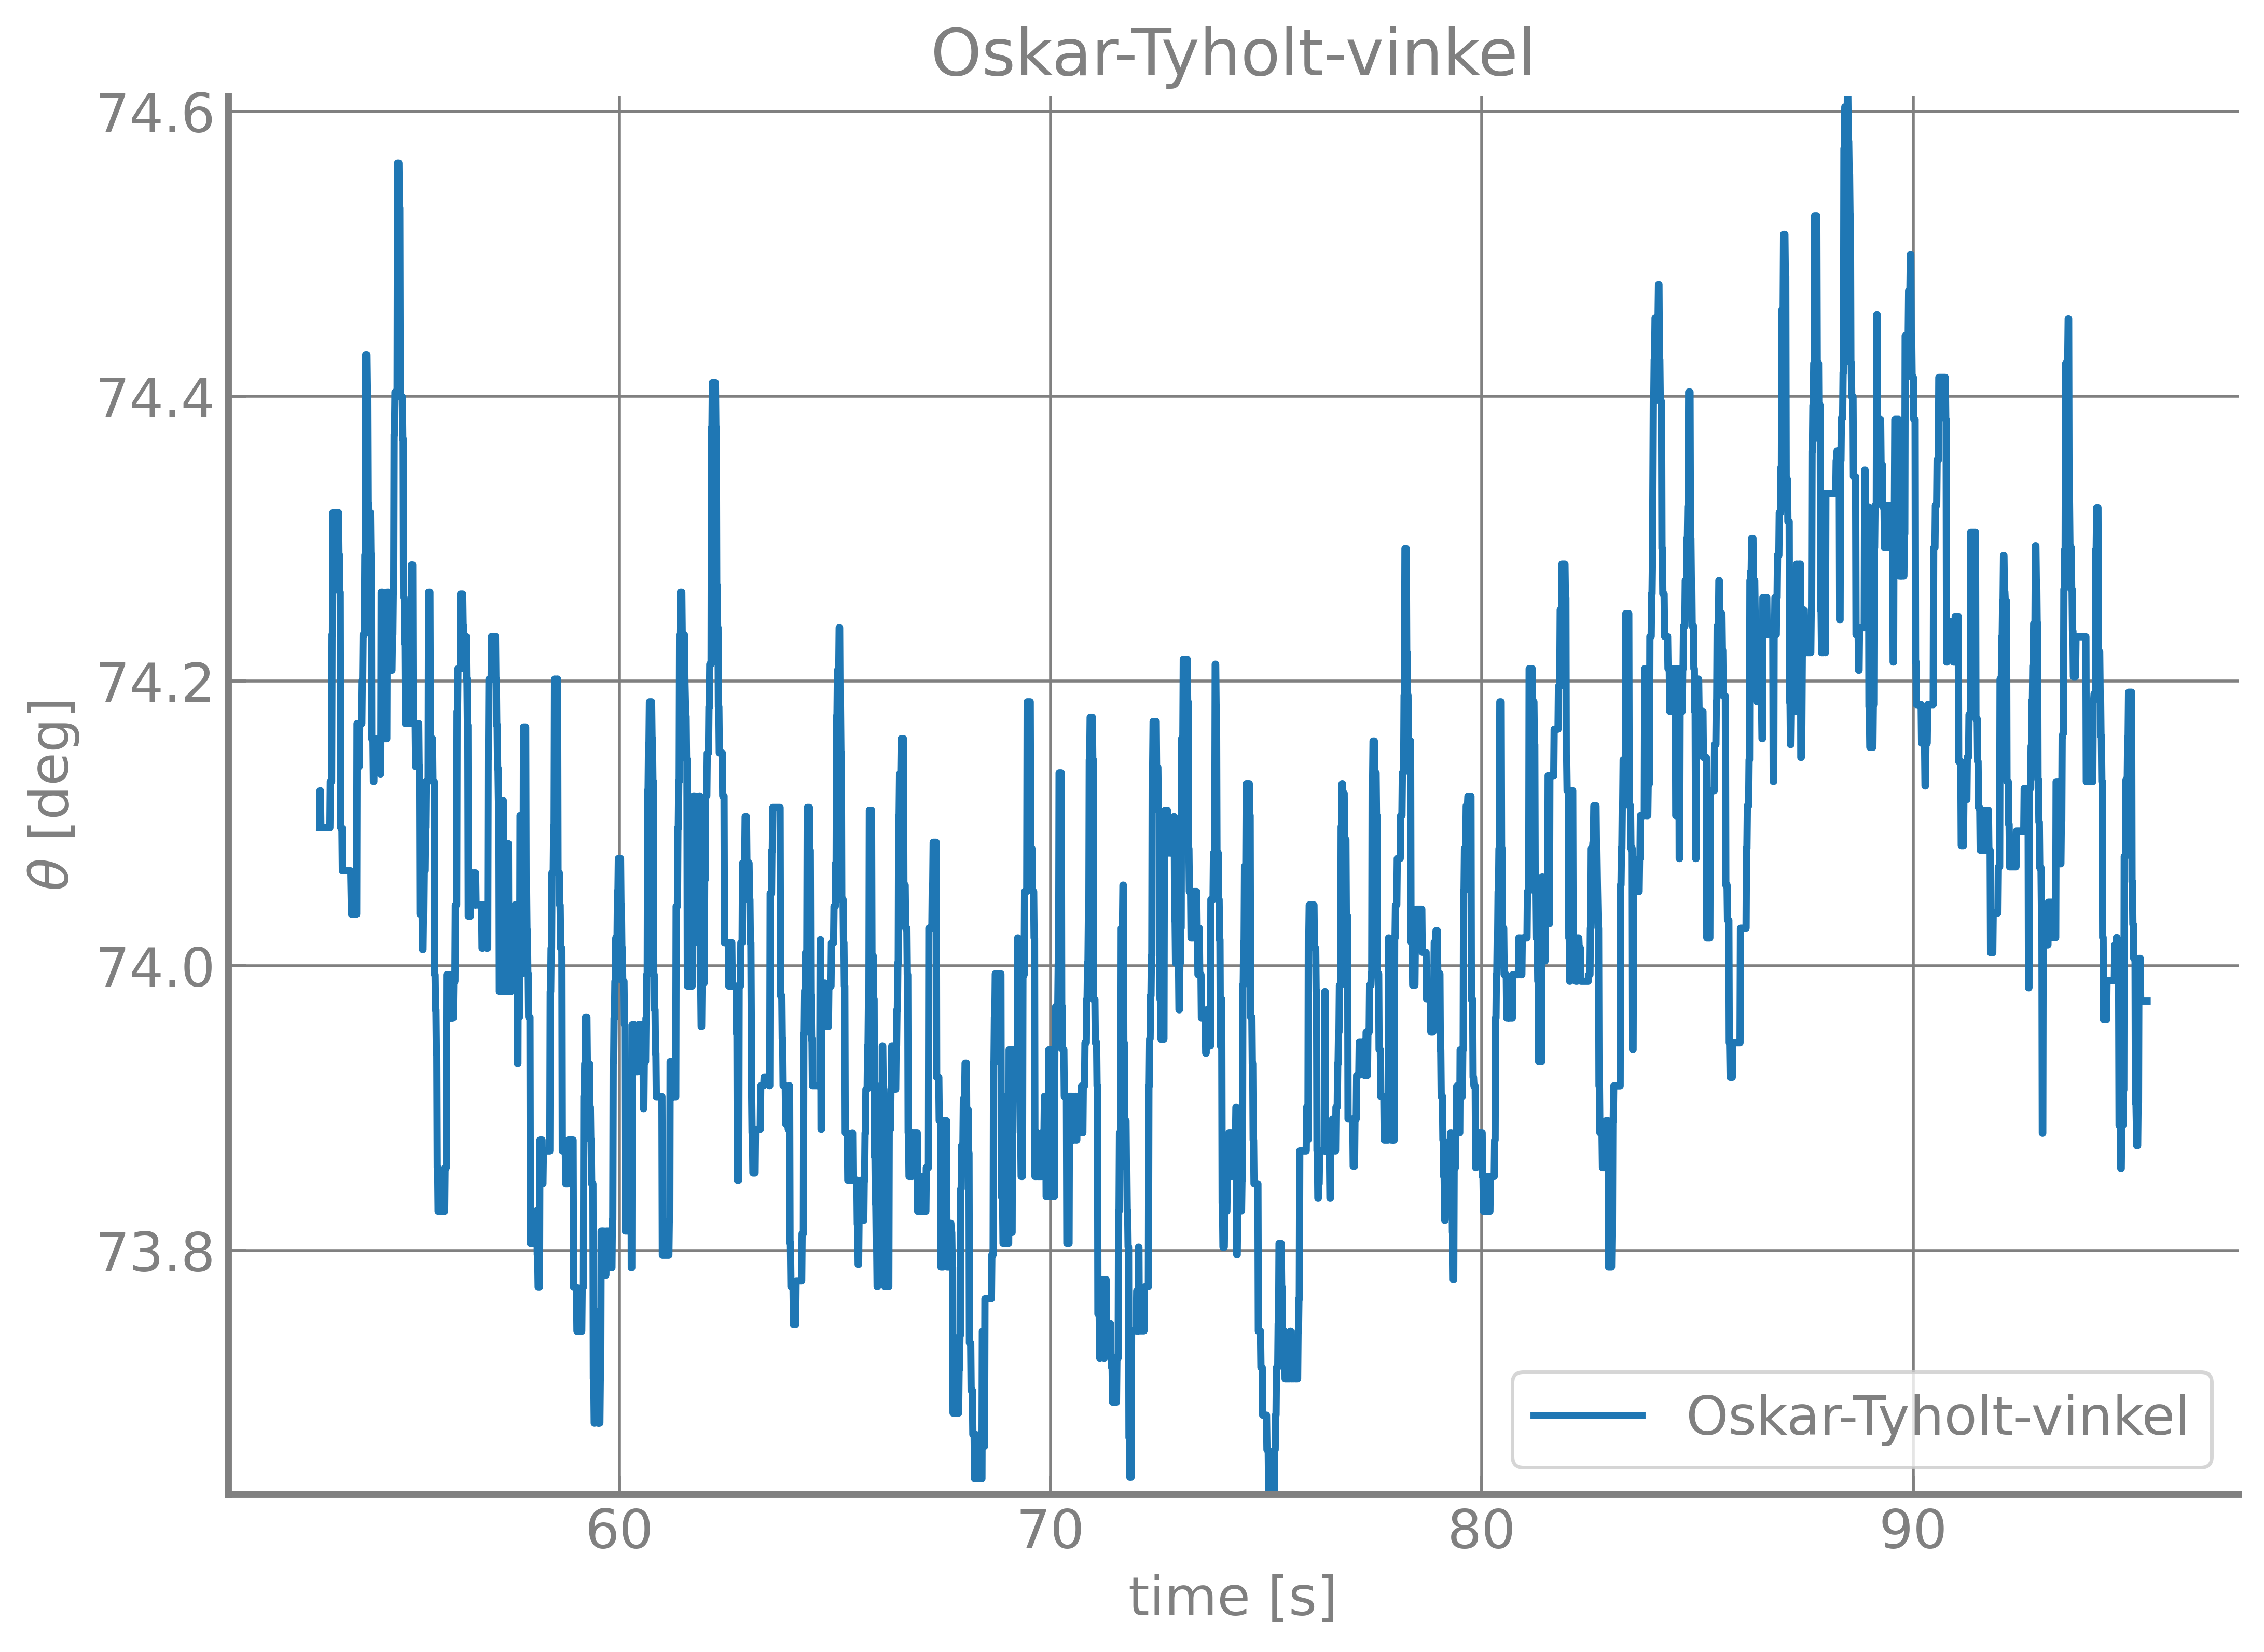 Oskar-Tyholt-vinkel
74.6
74.4
74.2
74.0
73.8
θ [deg]
60 70 80 90
time [s]
Oskar-Tyholt-vinkel